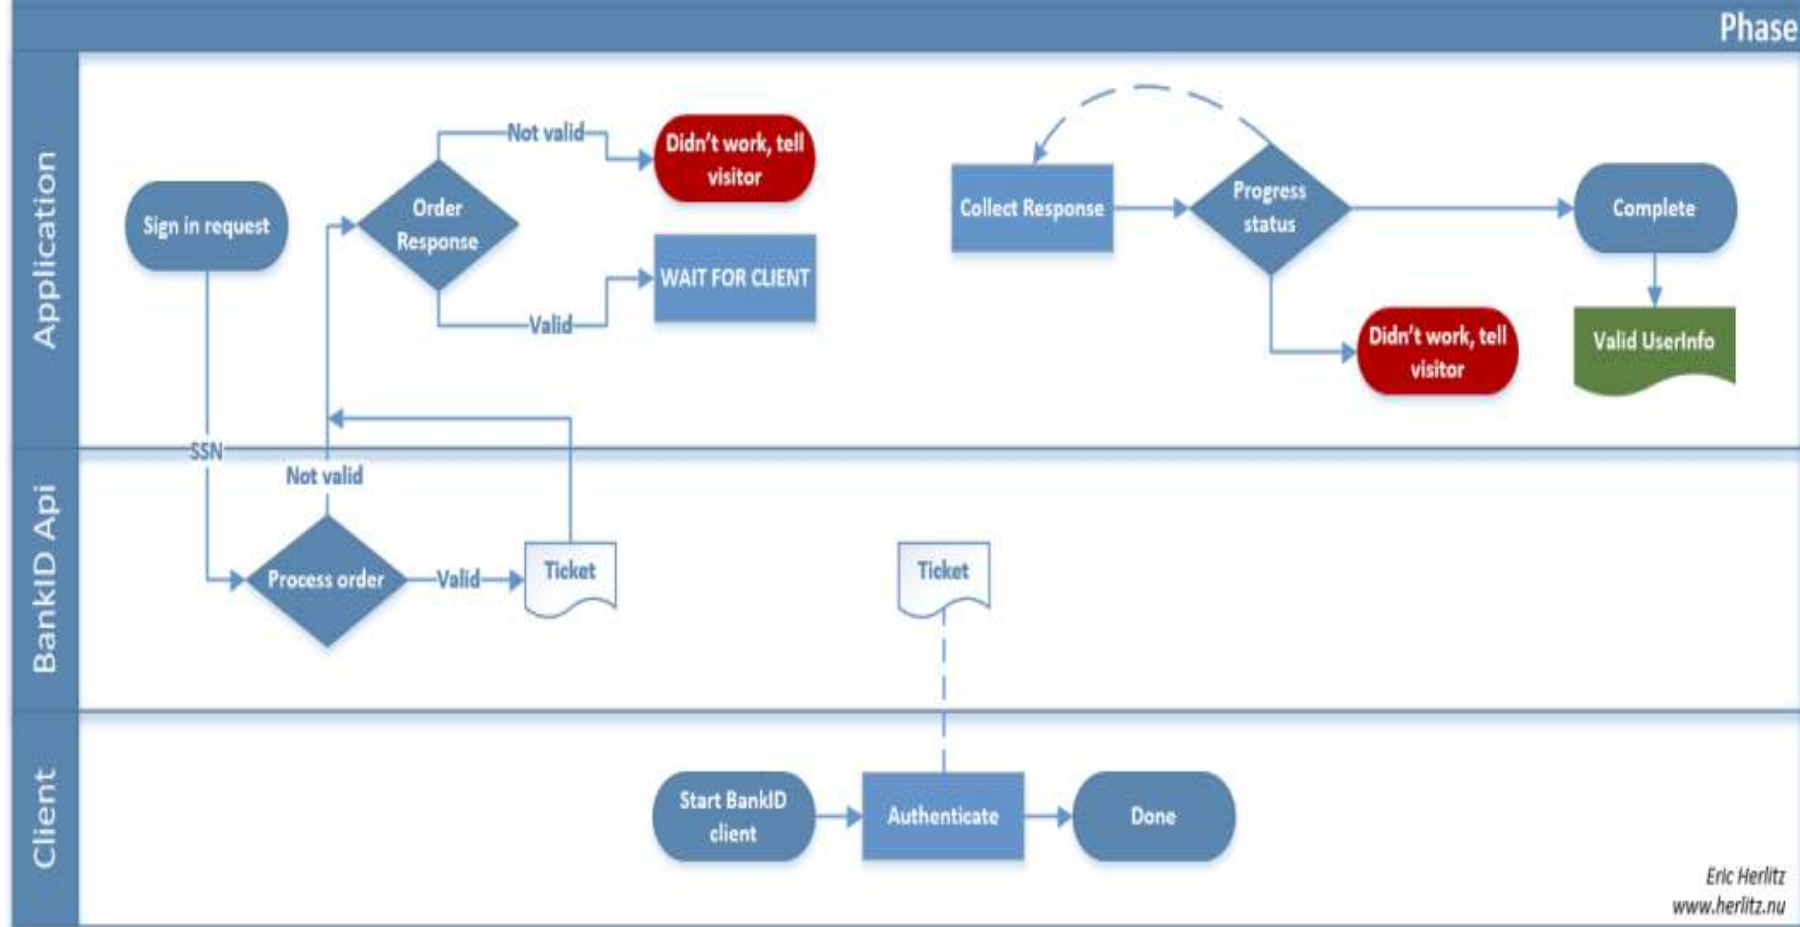 Phase
Application
Sign in request
Order
Response
Not valid
Valid
Didn't work, tell
visitor
WAIT FOR CLIENT
Collect Response
Progress
status
Complete
Didn't work, tell
visitor
Valid UserInfo
SSN
BankID Api
Not valid
Process order
Valid
Ticket
Ticket
Client
Start BankID
client
Authenticate
Done
Eric Herlitz
www.herlitz.nu